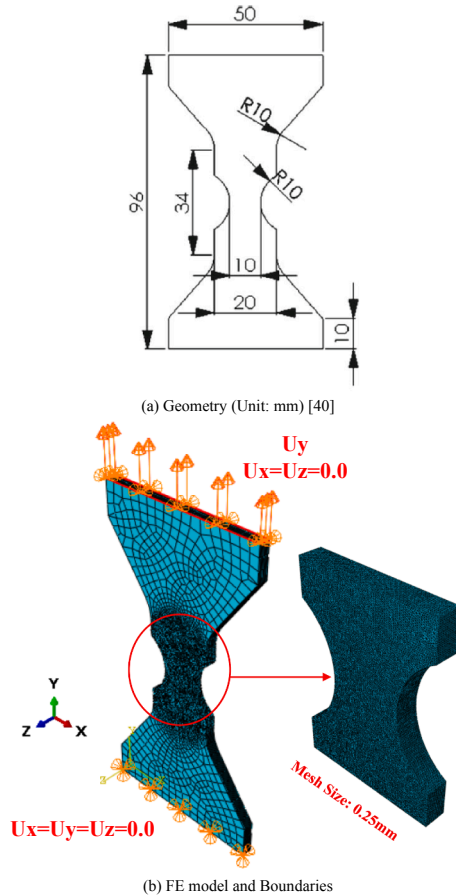 50
R10
R10
96
34
10
20
10
(a) Geometry (Unit: mm) [40]
Uy
Ux=Uz=0.0
Y
Z
X
Y
Z
Mesh Size: 0.25mm
Ux=Uy=Uz=0.0
(b) FE model and Boundaries